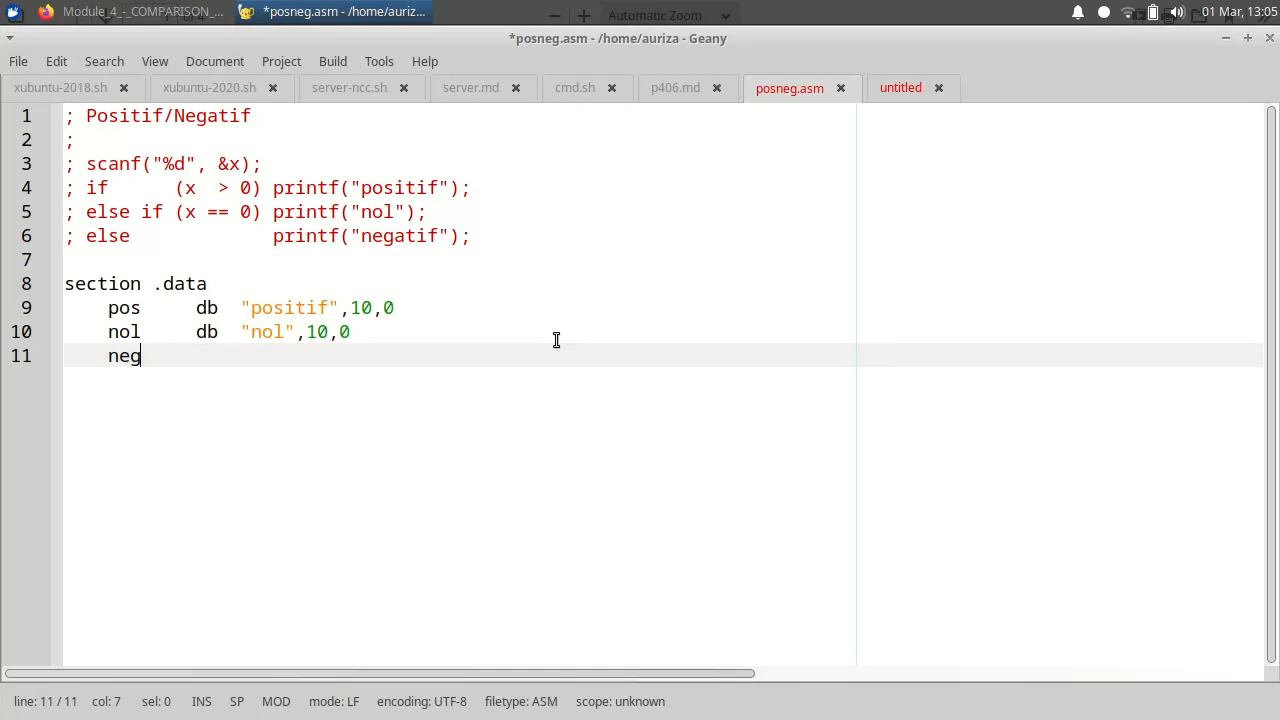 Module_4_-_COMPARISON_... *posneg.asm - /home/auriz... Automatic Zoom 01 Mar, 13:05
*posneg.asm - /home/auriza - Geany
File Edit Search View Document Project Build Tools Help
xubuntu-2018.sh xubuntu-2020.sh server-ncc.sh server.md cmd.sh p406.md posneg.asm untitled
1 ; Positif/Negatif
2 ;
3 ; scanf("%d", &x);
4 ; if      (x  > 0) printf("positif");
5 ; else if (x == 0) printf("nol");
6 ; else             printf("negatif");
7
8 section .data
9     pos     db  "positif",10,0
10     nol     db  "nol",10,0
11     neg
line: 11 / 11 col: 7 sel: 0 INS SP MOD mode: LF encoding: UTF-8 filetype: ASM scope: unknown